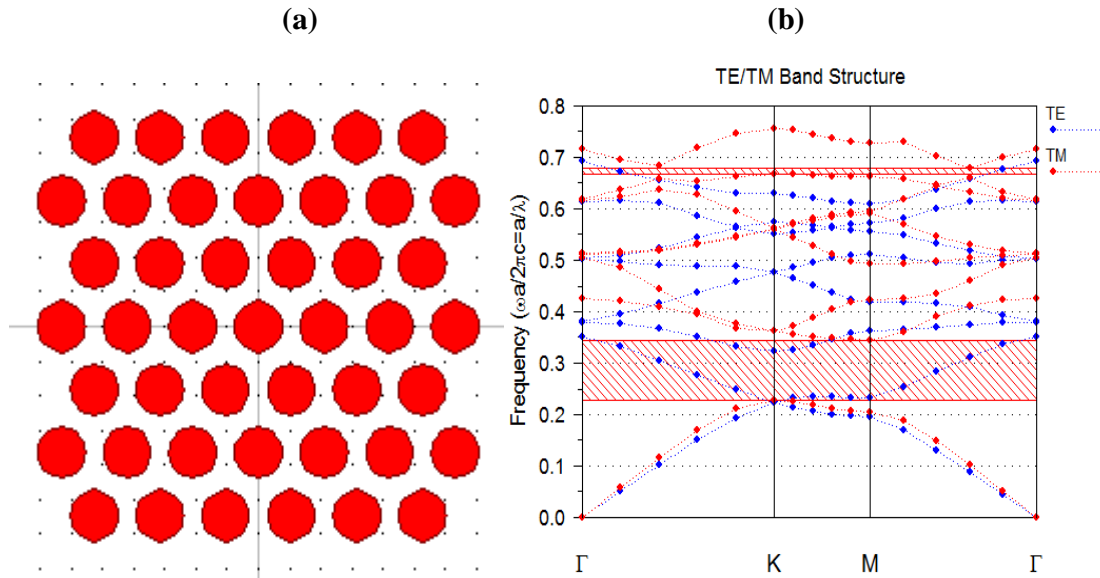 (a)
(b)
TE/TM Band Structure
TE
TM
Frequency (ωa/2πc=a/λ)
0.8
0.7
0.6
0.5
0.4
0.3
0.2
0.1
0.0
Γ K M Γ